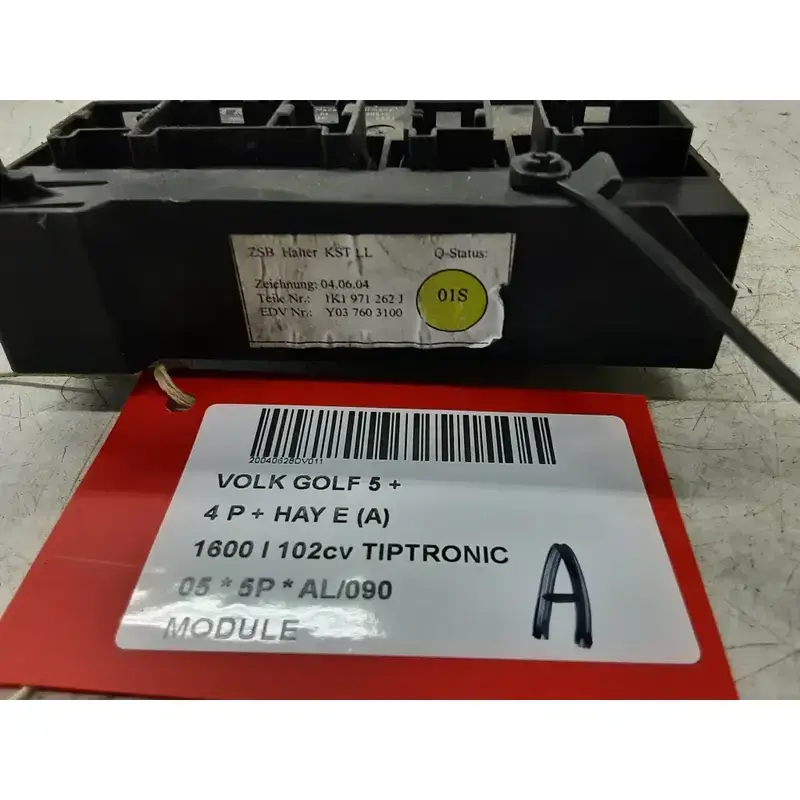 ZSB Halter KST LL
Q-Status:
Zeichnung: 04.06.04
Teile Nr.: 1K1 971 262 J
EDV Nr.: Y03 760 3100
01S
20040628DV011
VOLK GOLF 5 +
4 P + HAY E (A)
1600 I 102cv TIPTRONIC
05 * 5P * AL/090
MODULE
A